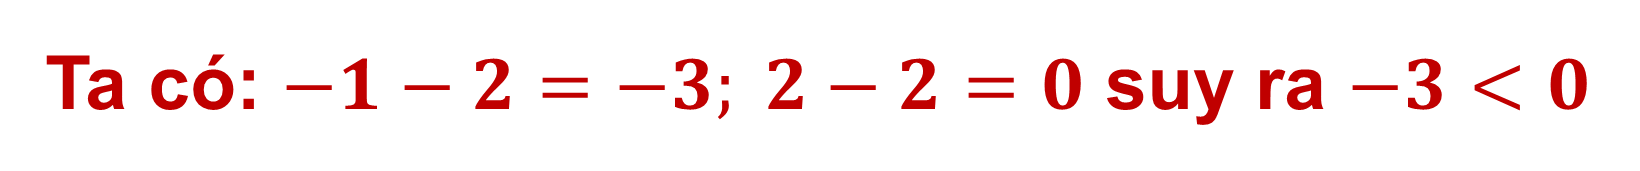 Ta có: −1 − 2 = −3; 2 − 2 = 0 suy ra −3 < 0